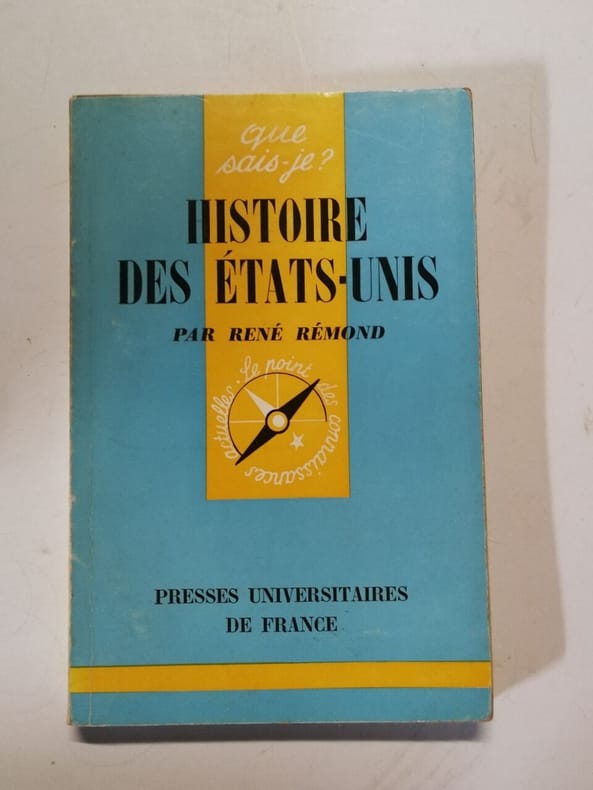 que
sais-je?
HISTOIRE
DES ÉTATS-UNIS
PAR RENÉ RÉMOND
Le point des connaissances actuelles.
PRESSES UNIVERSITAIRES
DE FRANCE